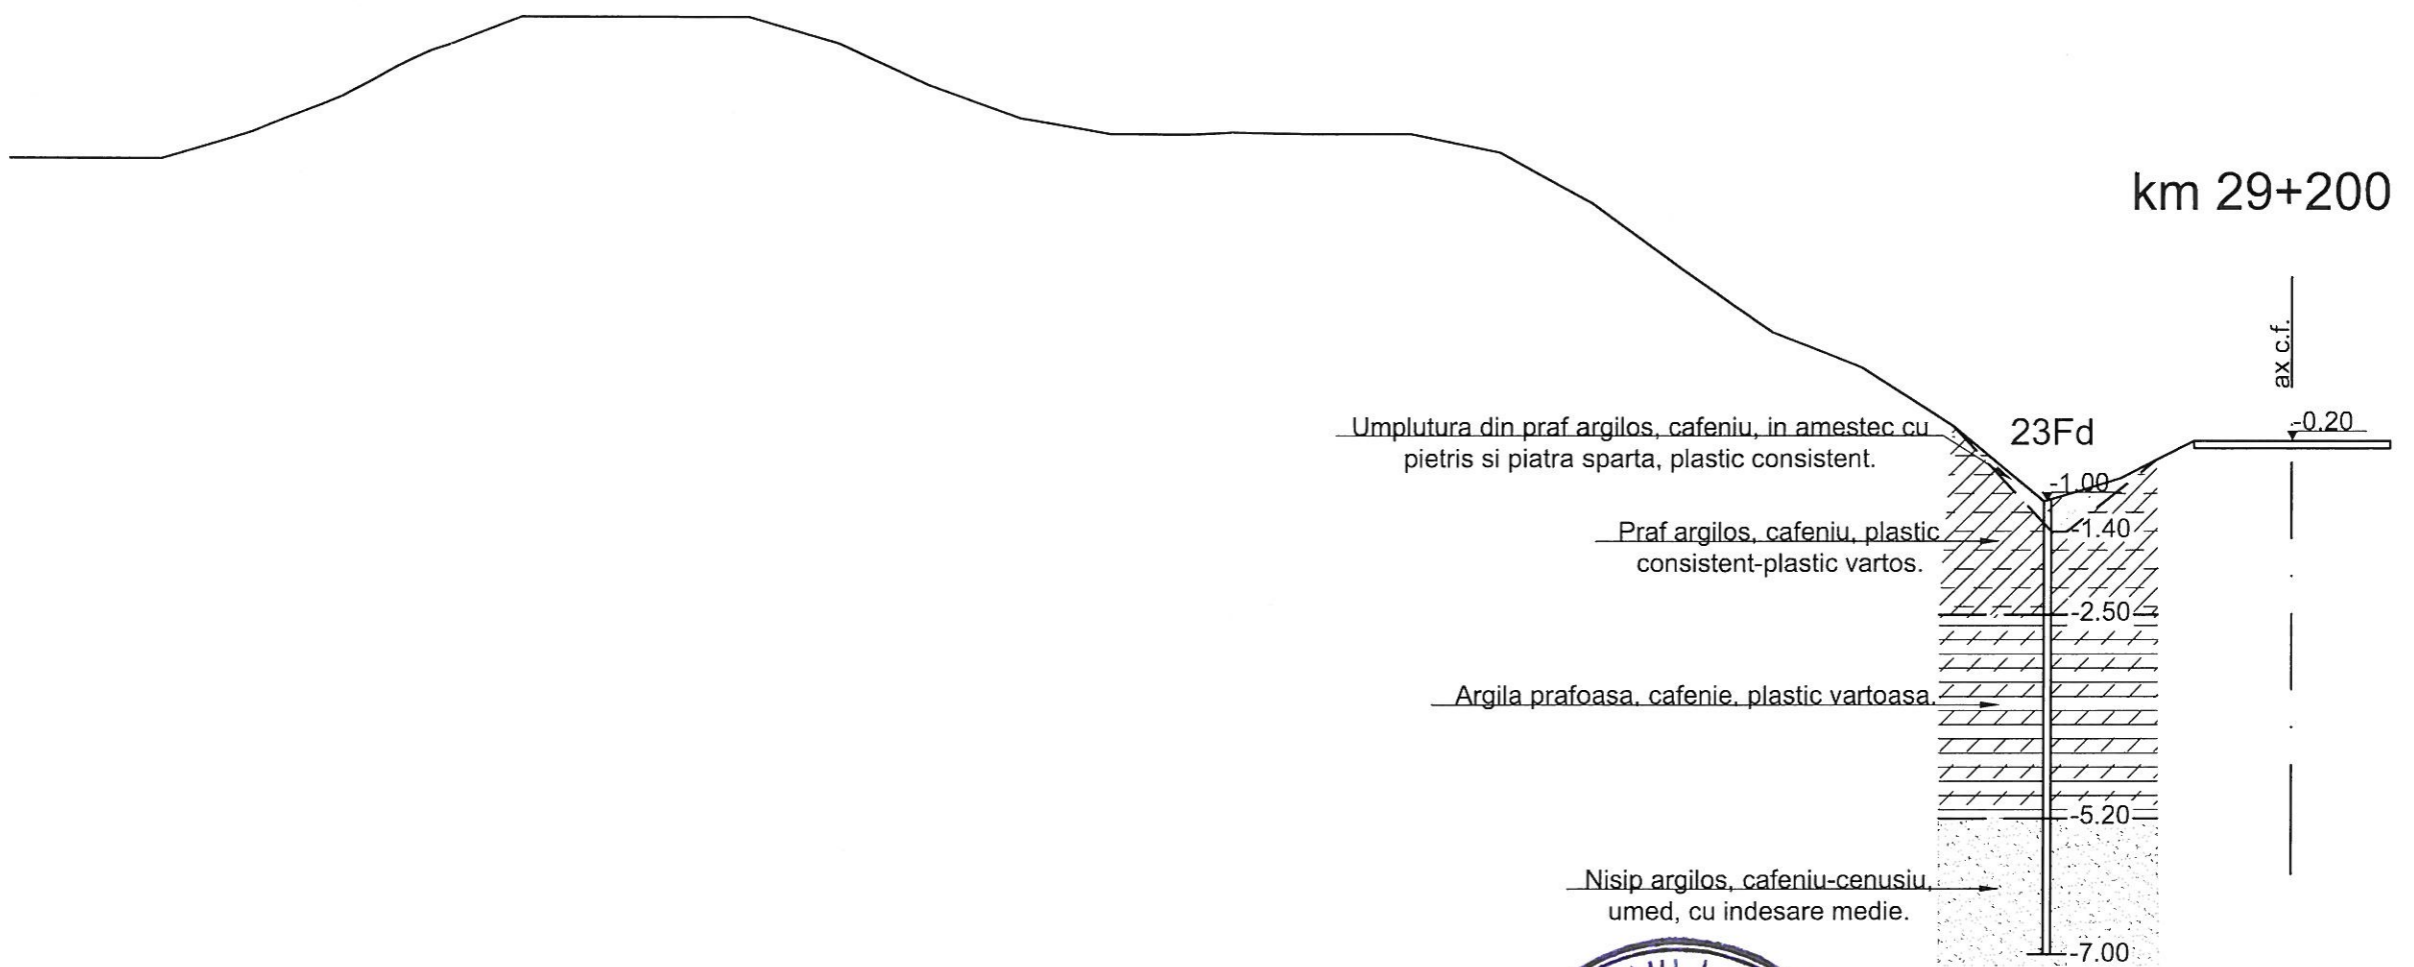 km 29+200
ax c.f.
-0.20
Umplutura din praf argilos, cafeniu, in amestec cu
pietris si piatra sparta, plastic consistent.
23Fd
-1.00
-1.40
Praf argilos, cafeniu, plastic
consistent-plastic vartos.
-2.50
Argila prafoasa, cafenie, plastic vartoasa.
-5.20
Nisip argilos, cafeniu-cenusiu,
umed, cu indesare medie.
-7.00